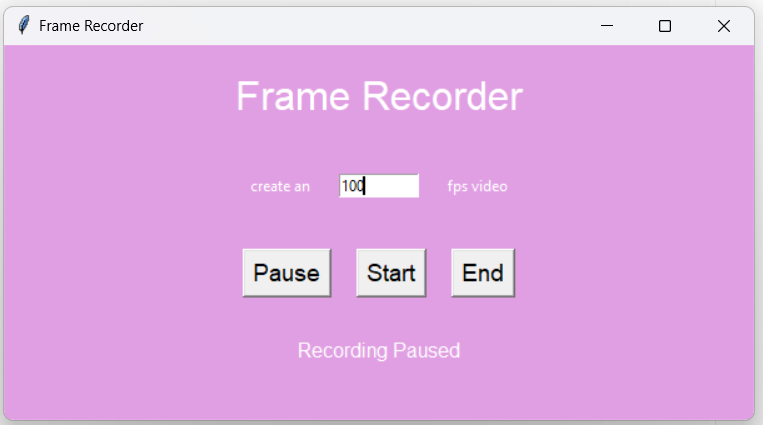 Frame Recorder
Frame Recorder
create an 100 fps video
Pause Start End
Recording Paused